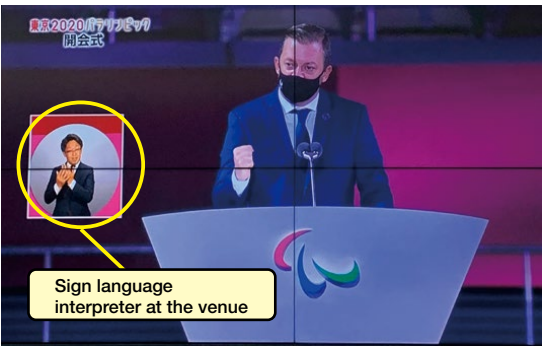 東京2020パラリンピック
開会式
Sign language
interpreter at the venue